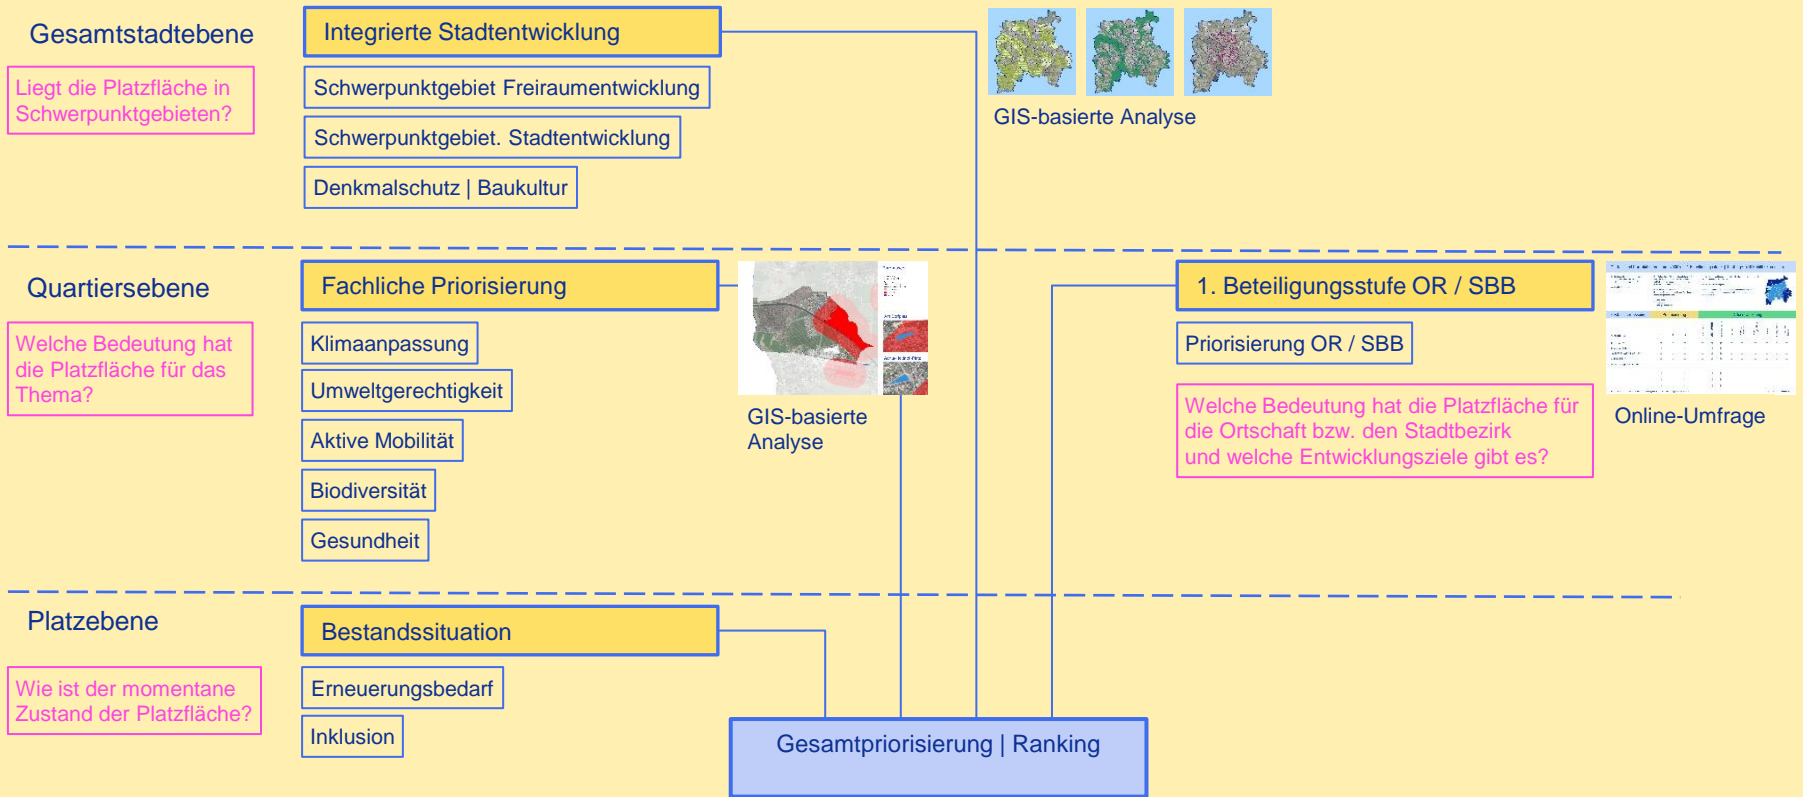 Gesamtstadtebene
Integrierte Stadtentwicklung
Liegt die Platzfläche in
Schwerpunktgebieten?
Schwerpunktgebiet Freiraumentwicklung
Schwerpunktgebiet. Stadtentwicklung
Denkmalschutz | Baukultur
GIS-basierte Analyse
Quartiersebene
Fachliche Priorisierung
Welche Bedeutung hat
die Platzfläche für das
Thema?
Klimaanpassung
Umweltgerechtigkeit
Aktive Mobilität
Biodiversität
Gesundheit
GIS-basierte
Analyse
1. Beteiligungsstufe OR / SBB
Priorisierung OR / SBB
Welche Bedeutung hat die Platzfläche für
die Ortschaft bzw. den Stadtbezirk
und welche Entwicklungsziele gibt es?
Online-Umfrage
Platzebene
Bestandssituation
Wie ist der momentane
Zustand der Platzfläche?
Erneuerungsbedarf
Inklusion
Gesamtpriorisierung | Ranking